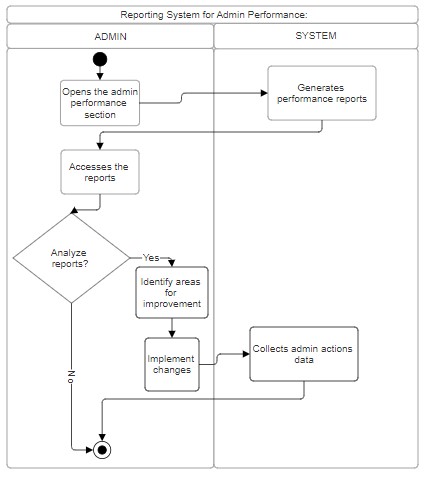 Reporting System for Admin Performance:
ADMIN
SYSTEM
Opens the admin
performance
section
Generates
performance reports
Accesses the
reports
Analyze
reports?
Yes
Identify areas
for
improvement
Implement
changes
Collects admin actions
data
No